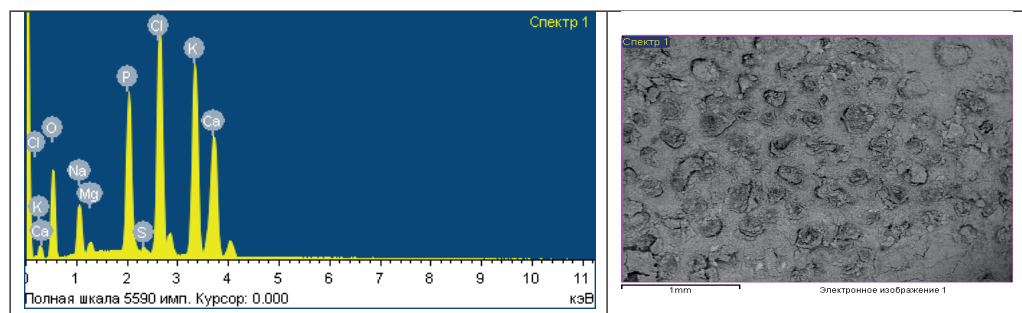 Спектр 1
Cl
K
P
Ca
O
Cl
Na
Mg
K
Ca
S
0 1 2 3 4 5 6 7 8 9 10 11
Полная шкала 5590 имп. Курсор: 0.000 кэВ
Спектр 1
1mm Электронное изображение 1